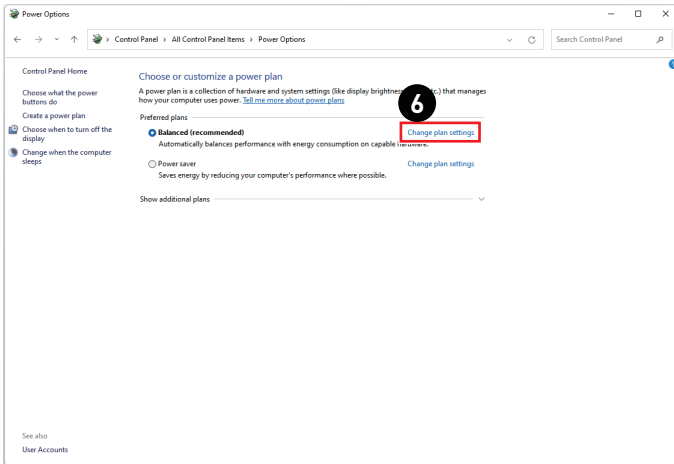 Power Options
Control Panel > All Control Panel Items > Power Options
Search Control Panel
Control Panel Home
Choose what the power
buttons do
Create a power plan
Choose when to turn off the
display
Change when the computer
sleeps
Choose or customize a power plan
A power plan is a collection of hardware and system settings (like display brightness, etc.) that manages
how your computer uses power. Tell me more about power plans
6
Preferred plans
Balanced (recommended)
Change plan settings
Automatically balances performance with energy consumption on capable hardware.
Power saver
Change plan settings
Saves energy by reducing your computer's performance where possible.
Show additional plans
See also
User Accounts